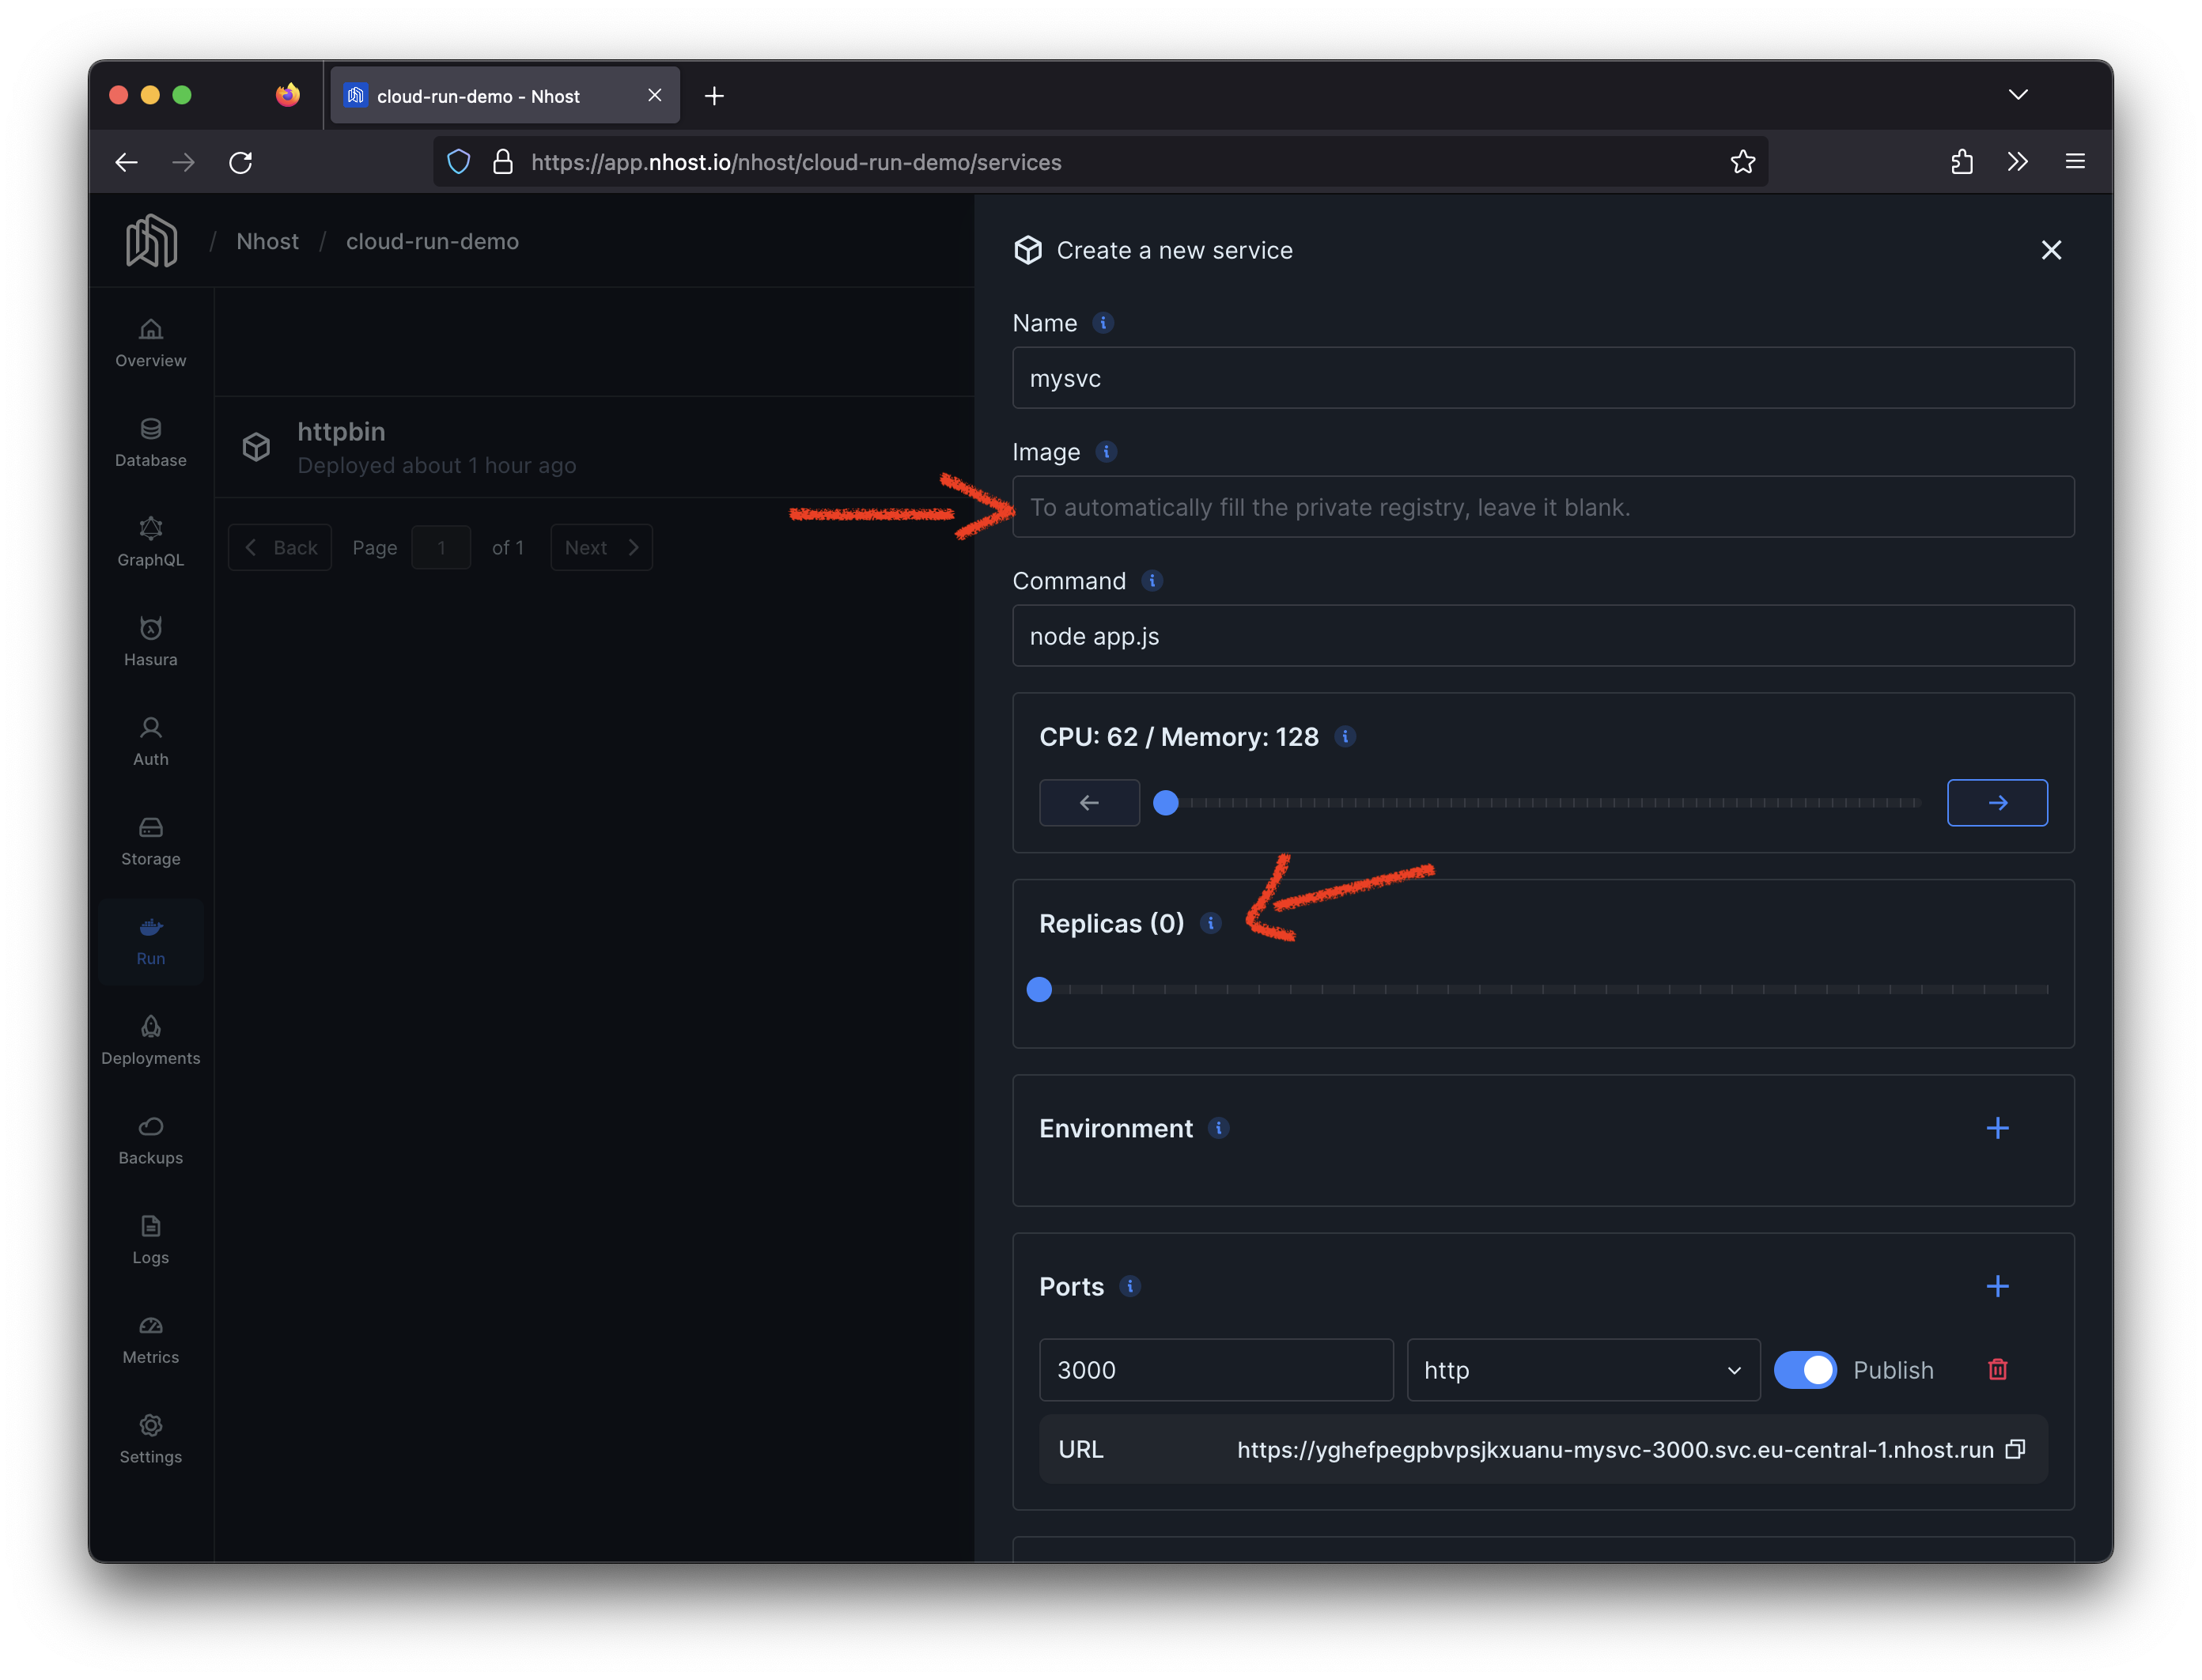 cloud-run-demo - Nhost
https://app.nhost.io/nhost/cloud-run-demo/services
/ Nhost / cloud-run-demo
Overview
Database
GraphQL
Hasura
Auth
Storage
Run
Deployments
Backups
Logs
Metrics
Settings
httpbin
Deployed about 1 hour ago
Back Page 1 of 1 Next
Create a new service
Name
mysvc
Image
To automatically fill the private registry, leave it blank.
Command
node app.js
CPU: 62 / Memory: 128
Replicas (0)
Environment
Ports
3000 http Publish
URL https://yghefpegpbvpsjkxuanu-mysvc-3000.svc.eu-central-1.nhost.run